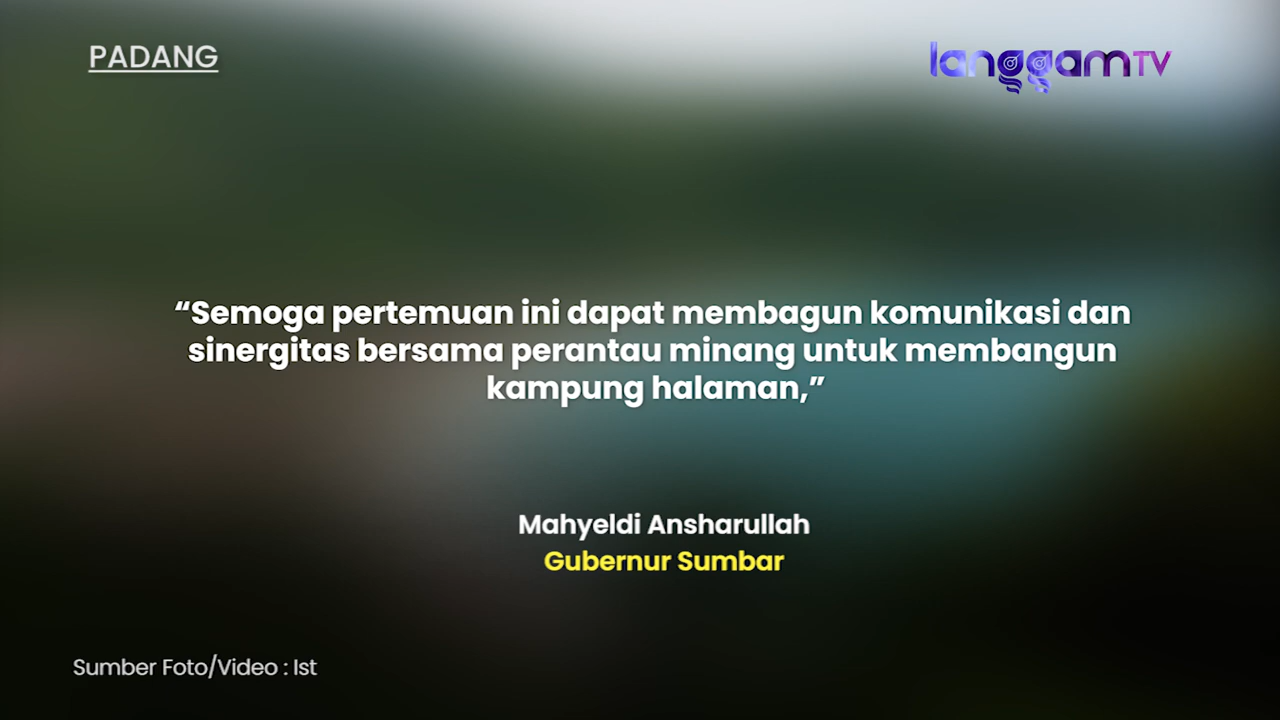 PADANG
langgamTV
“Semoga pertemuan ini dapat membagun komunikasi dan
sinergitas bersama perantau minang untuk membangun
kampung halaman,”
Mahyeldi Ansharullah
Gubernur Sumbar
Sumber Foto/Video : Ist